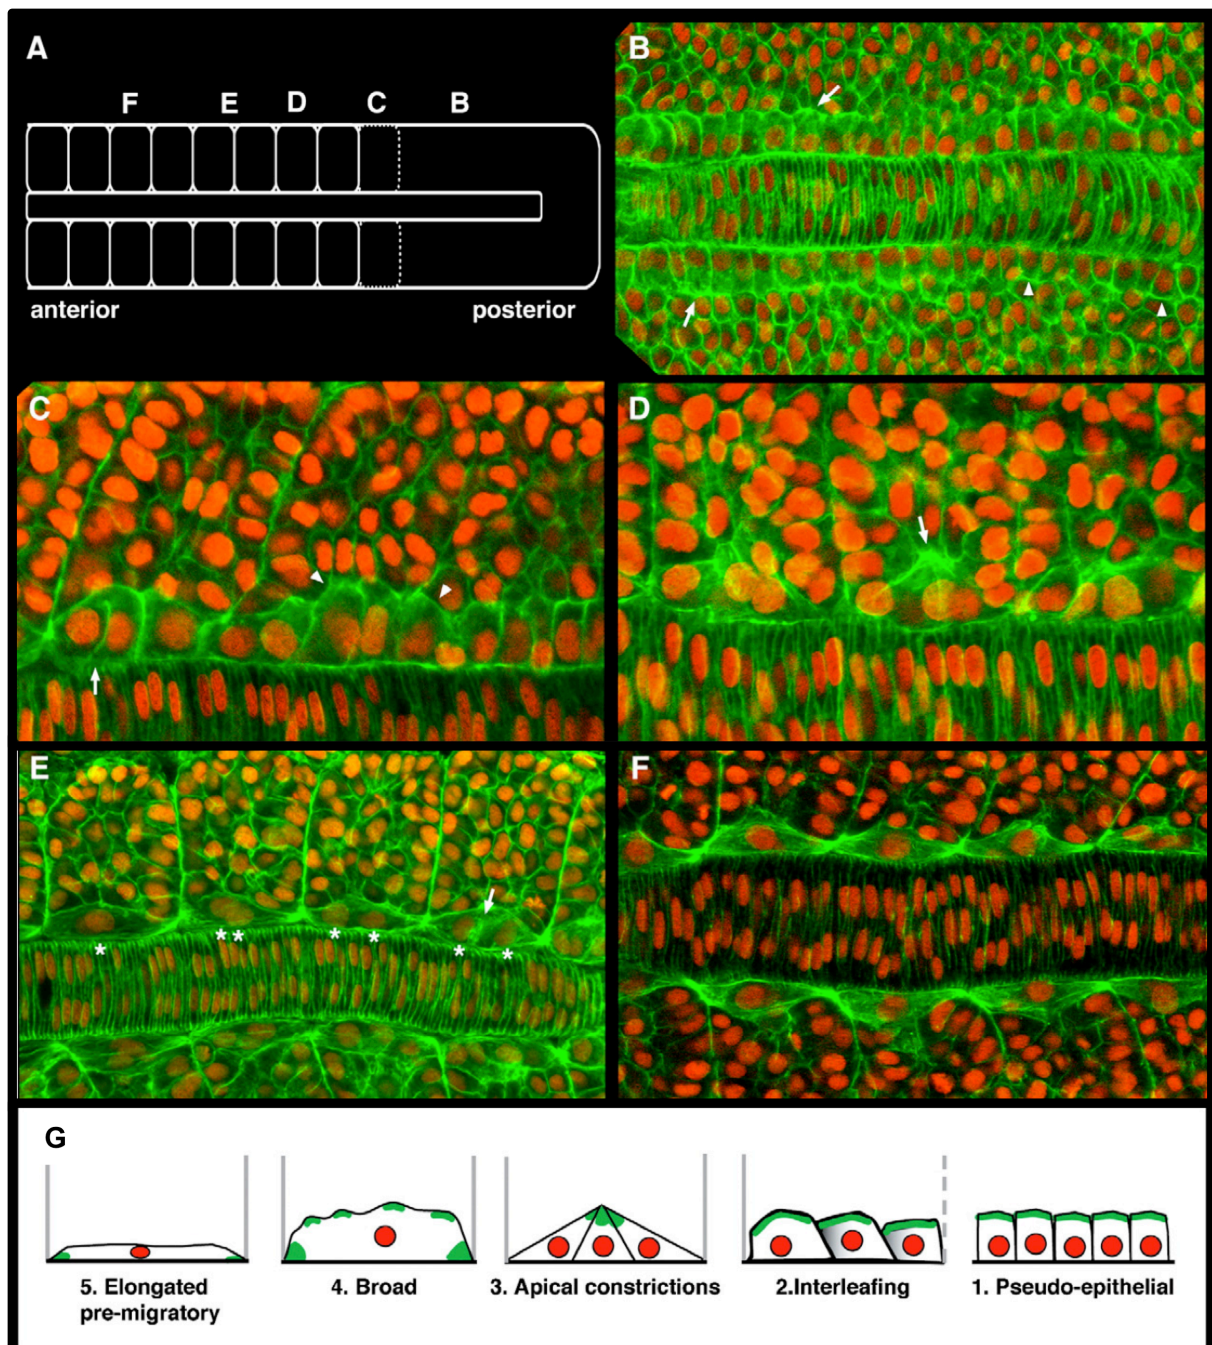 A
F E D C B
anterior posterior
B
C
D
E
* ** * * * *
F
G
5. Elongated
pre-migratory
4. Broad
3. Apical constrictions
2.Interleafing
1. Pseudo-epithelial